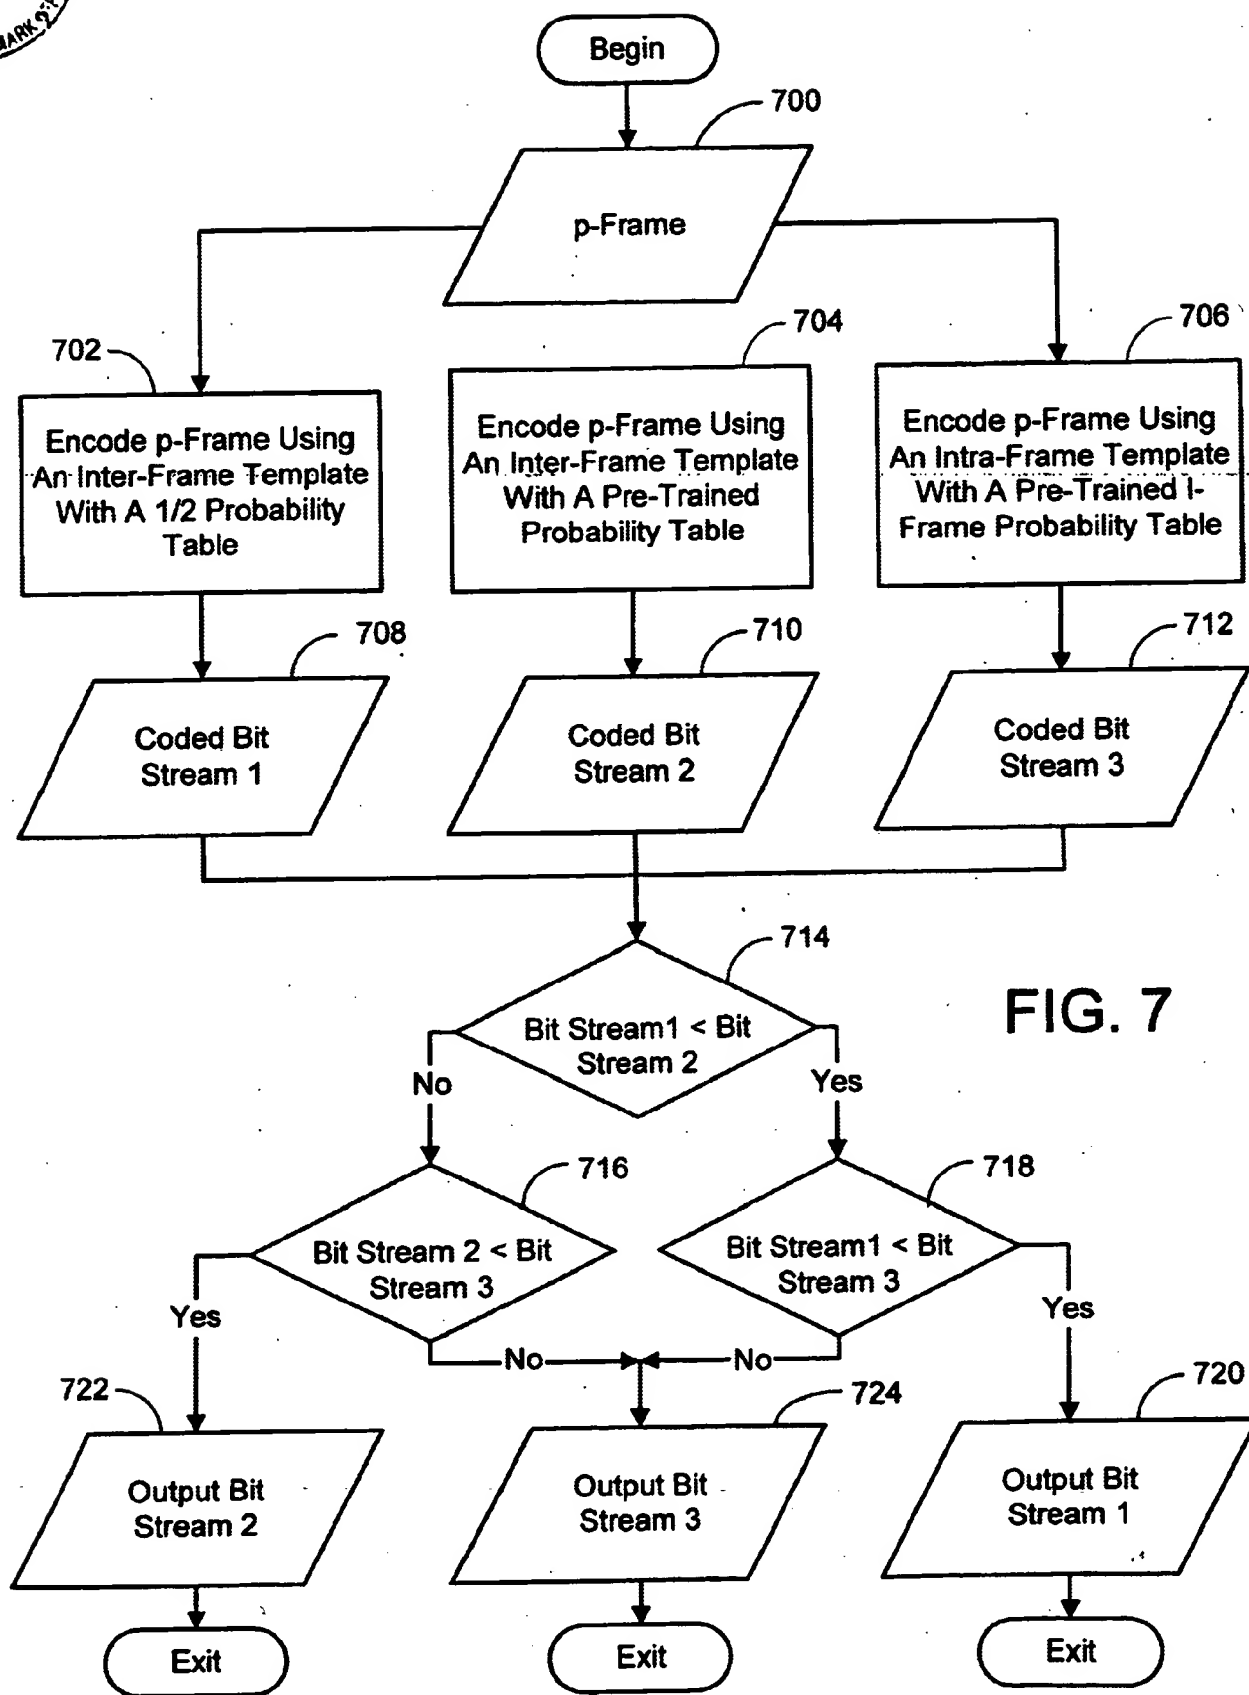 MARK
Begin
700
p-Frame
702
704
706
Encode p-Frame Using
An Inter-Frame Template
With A 1/2 Probability
Table
Encode p-Frame Using
An Inter-Frame Template
With A Pre-Trained
Probability Table
Encode p-Frame Using
An Intra-Frame Template
With A Pre-Trained I-
Frame Probability Table
708
710
712
Coded Bit
Stream 1
Coded Bit
Stream 2
Coded Bit
Stream 3
714
Bit Stream1 < Bit
Stream 2
FIG. 7
No
Yes
716
718
Bit Stream 2 < Bit
Stream 3
Bit Stream1 < Bit
Stream 3
Yes
No
No
Yes
722
724
720
Output Bit
Stream 2
Output Bit
Stream 3
Output Bit
Stream 1
Exit
Exit
Exit